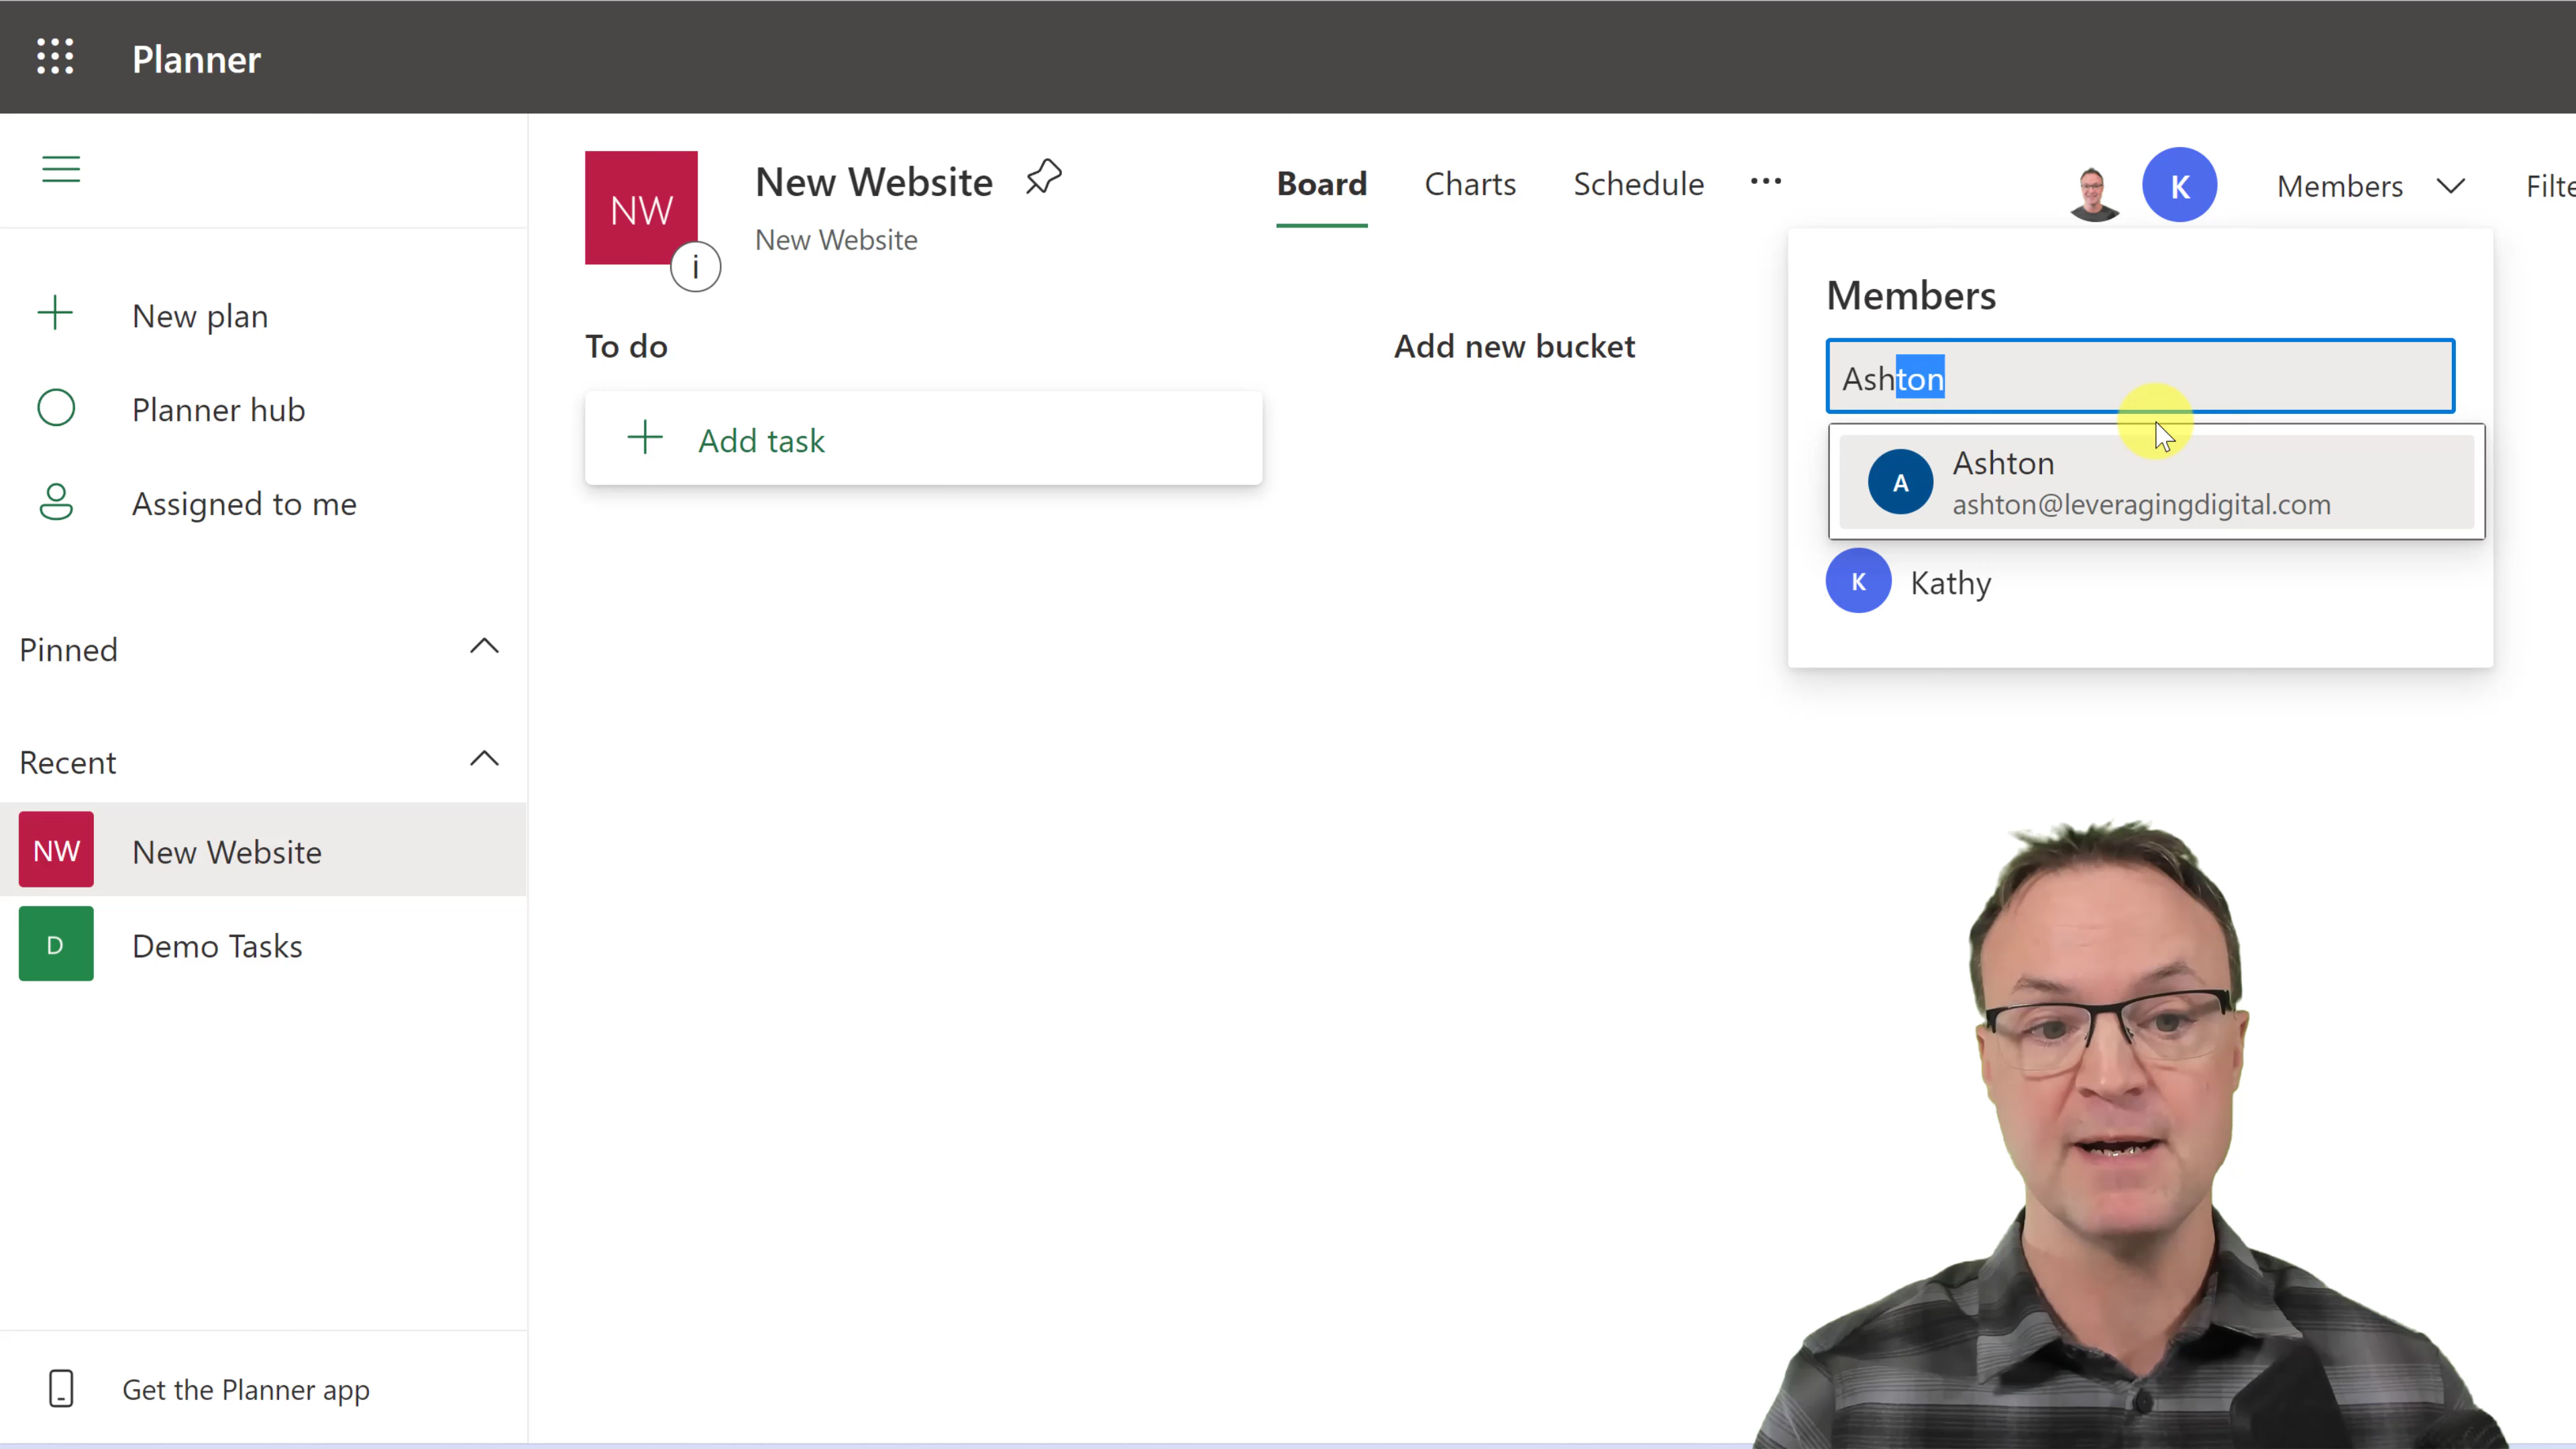 Planner
New plan
Planner hub
Assigned to me
Pinned
Recent
NW New Website
D Demo Tasks
Get the Planner app
NW
i
New Website
New Website
Board Charts Schedule
K
Members
Filte
To do
Add task
Add new bucket
Members
Ashton
A
Ashton
ashton@leveragingdigital.com
K Kathy